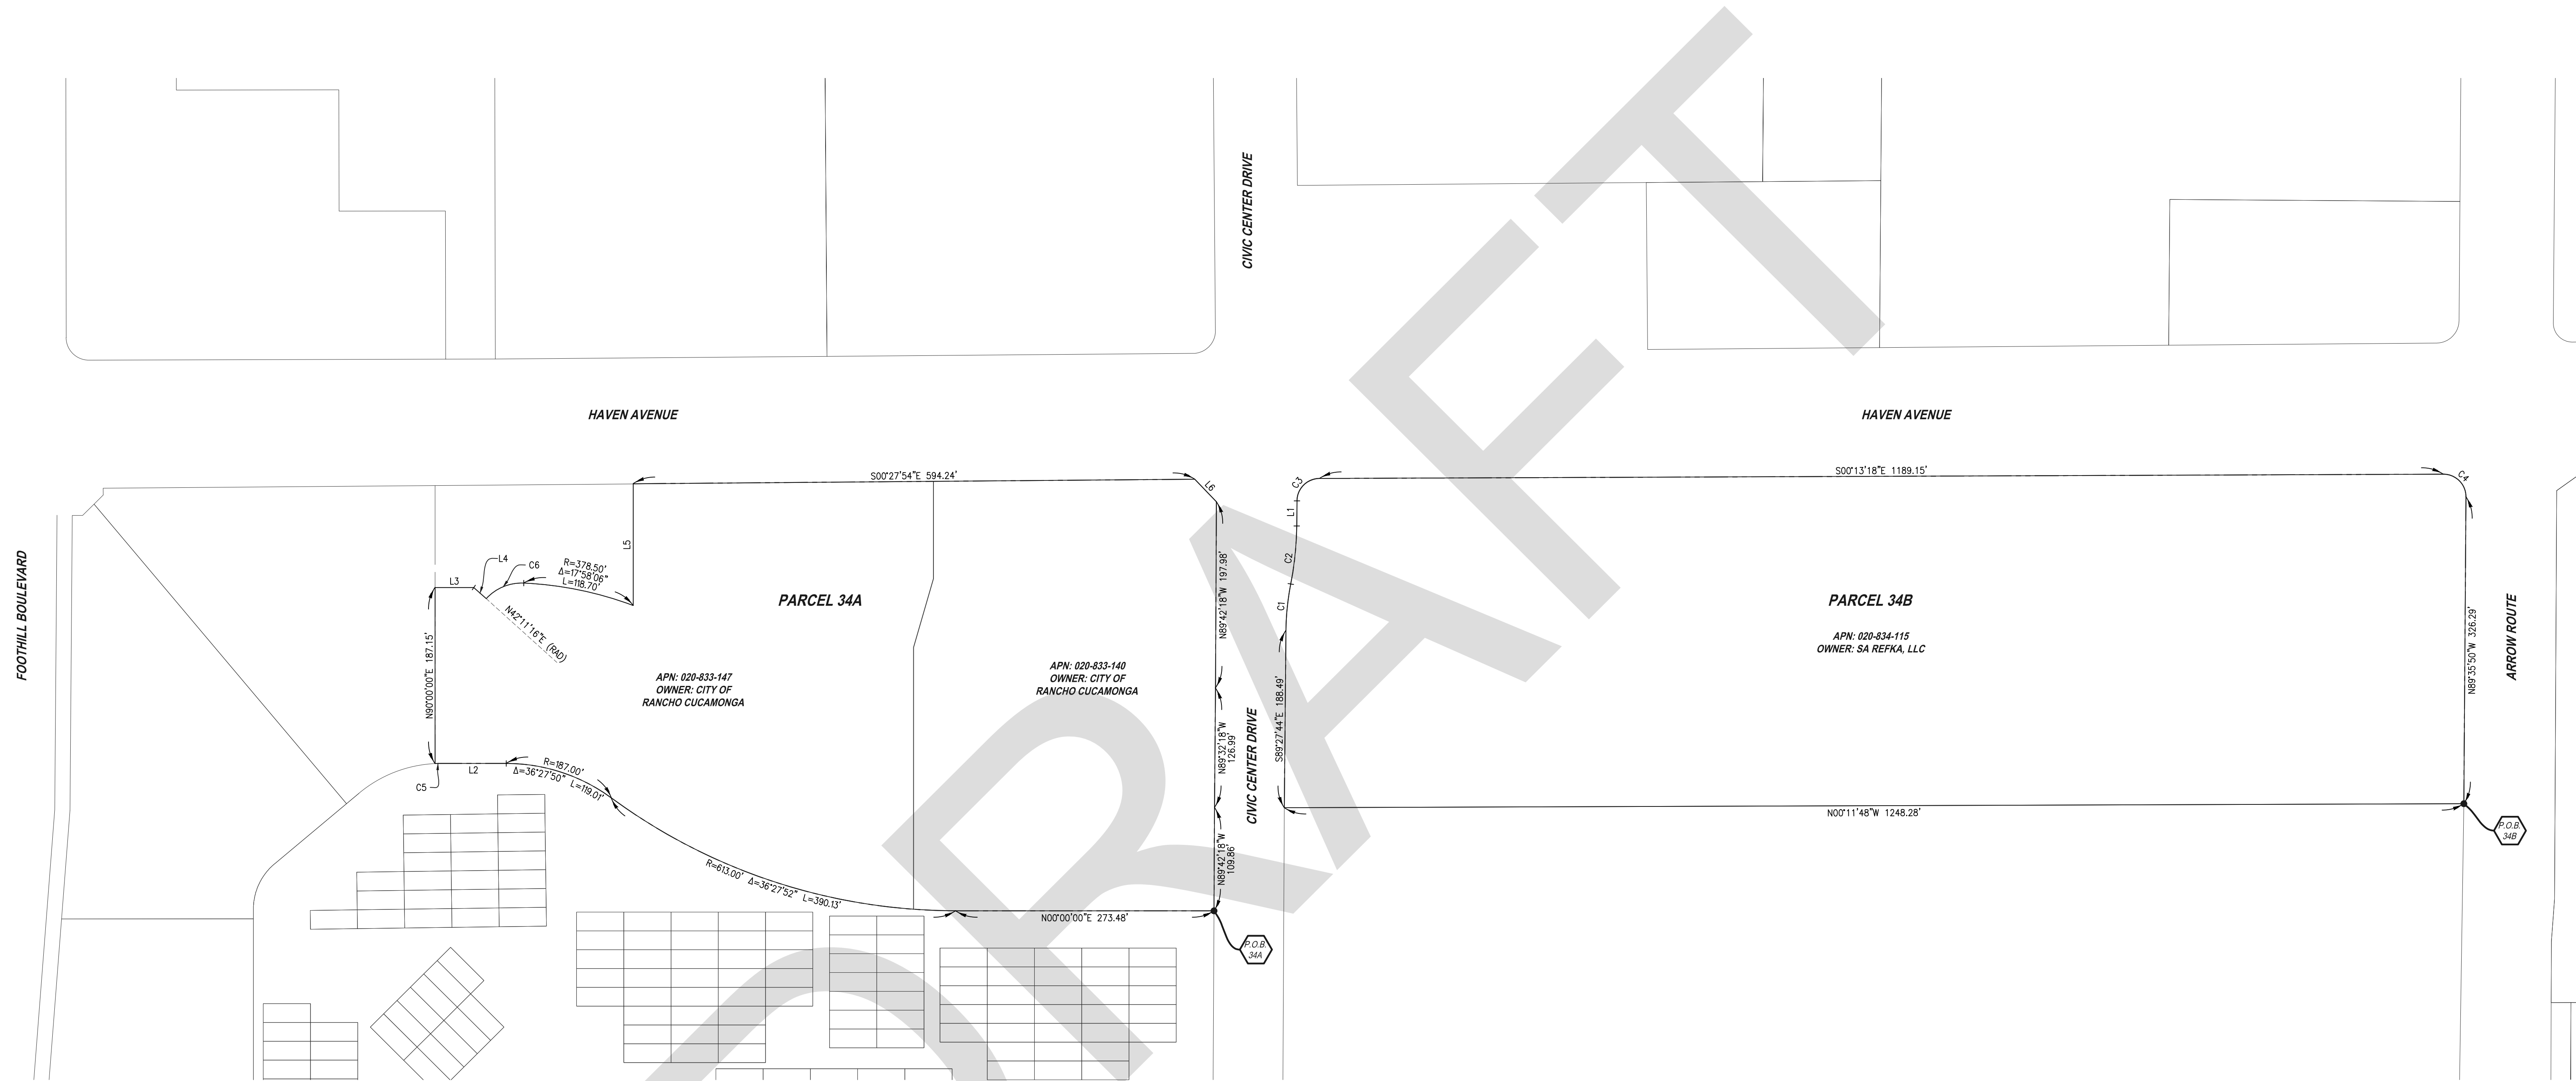 CIVIC CENTER DRIVE
HAVEN AVENUE
HAVEN AVENUE
FOOTHILL BOULEVARD
S00°27'54"E 594.24'
L6
C3
S00°13'18"E 1189.15'
C4
L1
L5
L4
C6
R=378.50'
Δ=17°58'06"
L=118.70'
L3
N42°11'16"E (RAD)
C2
C1
N89°42'18"W 197.98'
PARCEL 34A
PARCEL 34B
APN: 020-834-115
OWNER: SA REFKA, LLC
N89°35'50"W 326.29'
ARROW ROUTE
N90°00'00"E 187.15'
APN: 020-833-147
OWNER: CITY OF
RANCHO CUCAMONGA
APN: 020-833-140
OWNER: CITY OF
RANCHO CUCAMONGA
S89°27'44"E 188.49'
N89°32'18"W
126.99'
CIVIC CENTER DRIVE
L2
C5
R=187.00'
Δ=36°27'50" L=119.01'
N00°11'48"W 1248.28'
P.O.B.
34B
R=613.00' Δ=36°27'52" L=390.13'
N89°42'18"W
109.86'
N00°00'00"E 273.48'
P.O.B.
34A
DRAFT